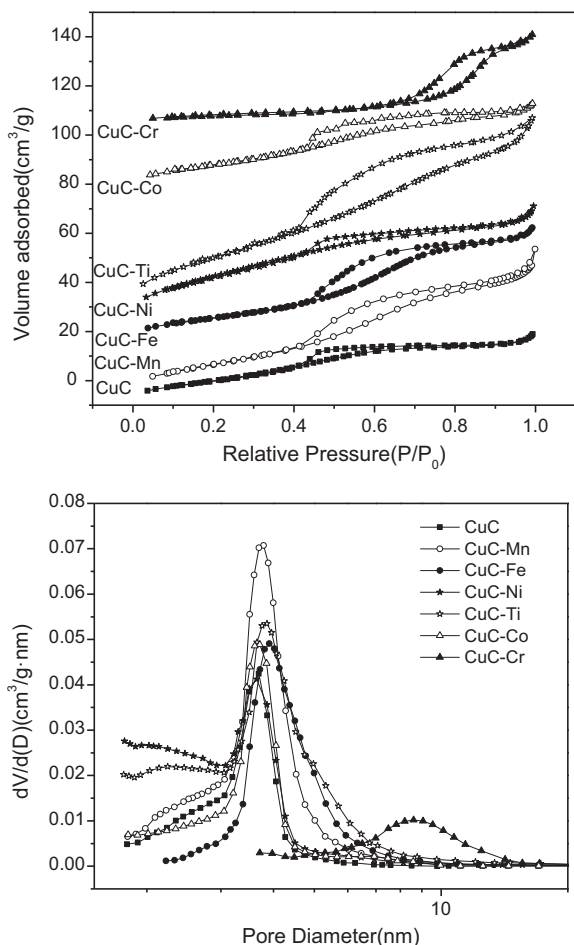 140
120
100
80
60
40
20
0
Volume adsorbed(cm³/g)
CuC-Cr
CuC-Co
CuC-Ti
CuC-Ni
CuC-Fe
CuC-Mn
CuC
0.0 0.2 0.4 0.6 0.8 1.0
Relative Pressure(P/P₀)
0.08
0.07
0.06
0.05
0.04
0.03
0.02
0.01
0.00
dV/d(D)(cm³/g·nm)
CuC
CuC-Mn
CuC-Fe
CuC-Ni
CuC-Ti
CuC-Co
CuC-Cr
10
Pore Diameter(nm)